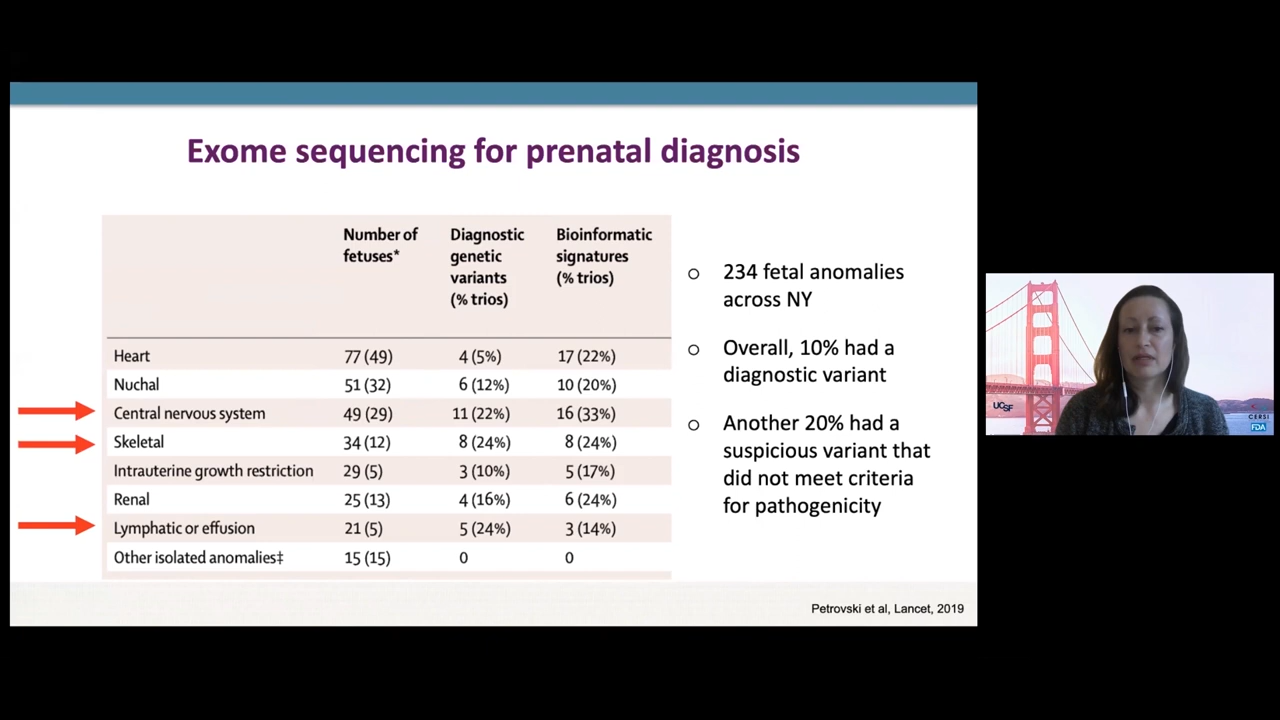 Exome sequencing for prenatal diagnosis
Number of fetuses*
Diagnostic genetic variants (% trios)
Bioinformatic signatures (% trios)
Heart 77 (49) 4 (5%) 17 (22%)
Nuchal 51 (32) 6 (12%) 10 (20%)
Central nervous system 49 (29) 11 (22%) 16 (33%)
Skeletal 34 (12) 8 (24%) 8 (24%)
Intrauterine growth restriction 29 (5) 3 (10%) 5 (17%)
Renal 25 (13) 4 (16%) 6 (24%)
Lymphatic or effusion 21 (5) 5 (24%) 3 (14%)
Other isolated anomalies‡ 15 (15) 0 0
o 234 fetal anomalies
across NY
o Overall, 10% had a
diagnostic variant
o Another 20% had a
suspicious variant that
did not meet criteria
for pathogenicity
Petrovski et al, Lancet, 2019
UCSF
CERSI
FDA